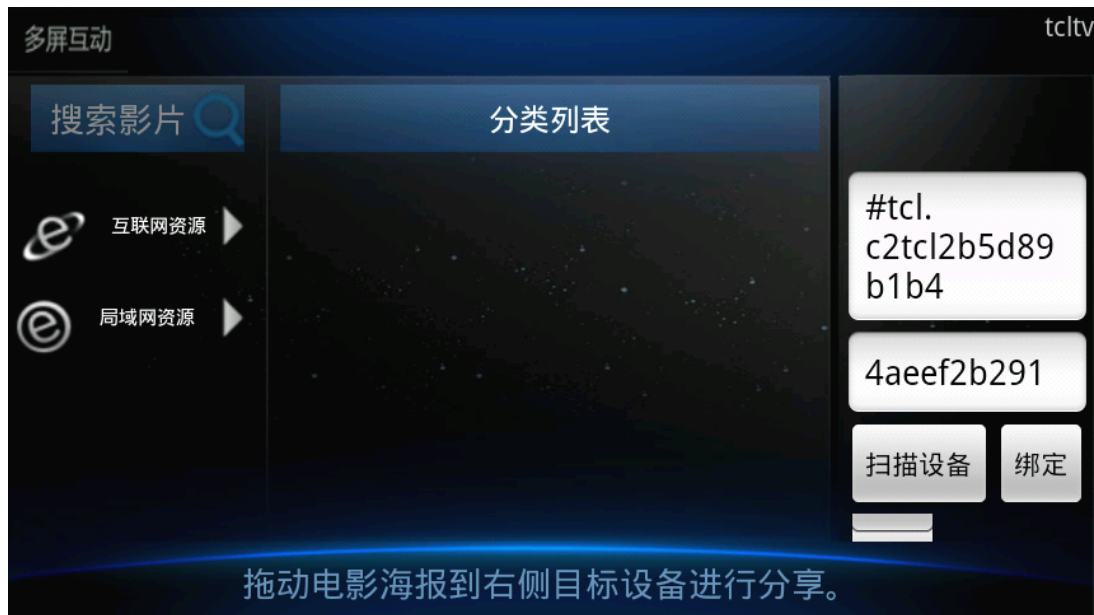 多屏互动
tcltv
搜索影片
分类列表
互联网资源
局域网资源
#tcl.
c2tcl2b5d89
b1b4
4aeef2b291
扫描设备
绑定
拖动电影海报到右侧目标设备进行分享。